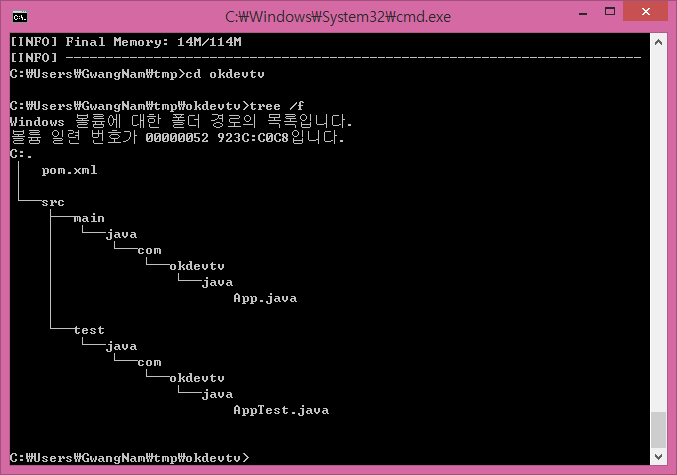 C:₩Windows₩System32₩cmd.exe
[INFO] Final Memory: 14M/114M
[INFO] ------------------------------------------------------------------------
C:₩Users₩GwangNam₩tmp>cd okdevtv
C:₩Users₩GwangNam₩tmp₩okdevtv>tree /f
Windows 볼륨에 대한 폴더 경로의 목록입니다.
볼륨 일련 번호가 00000052 923C:C0C8입니다.
C:.
│   pom.xml
│
└───src
    ├───main
    │   └───java
    │       └───com
    │           └───okdevtv
    │               └───java
    │                       App.java
    │
    └───test
        └───java
            └───com
                └───okdevtv
                    └───java
                            AppTest.java
C:₩Users₩GwangNam₩tmp₩okdevtv>